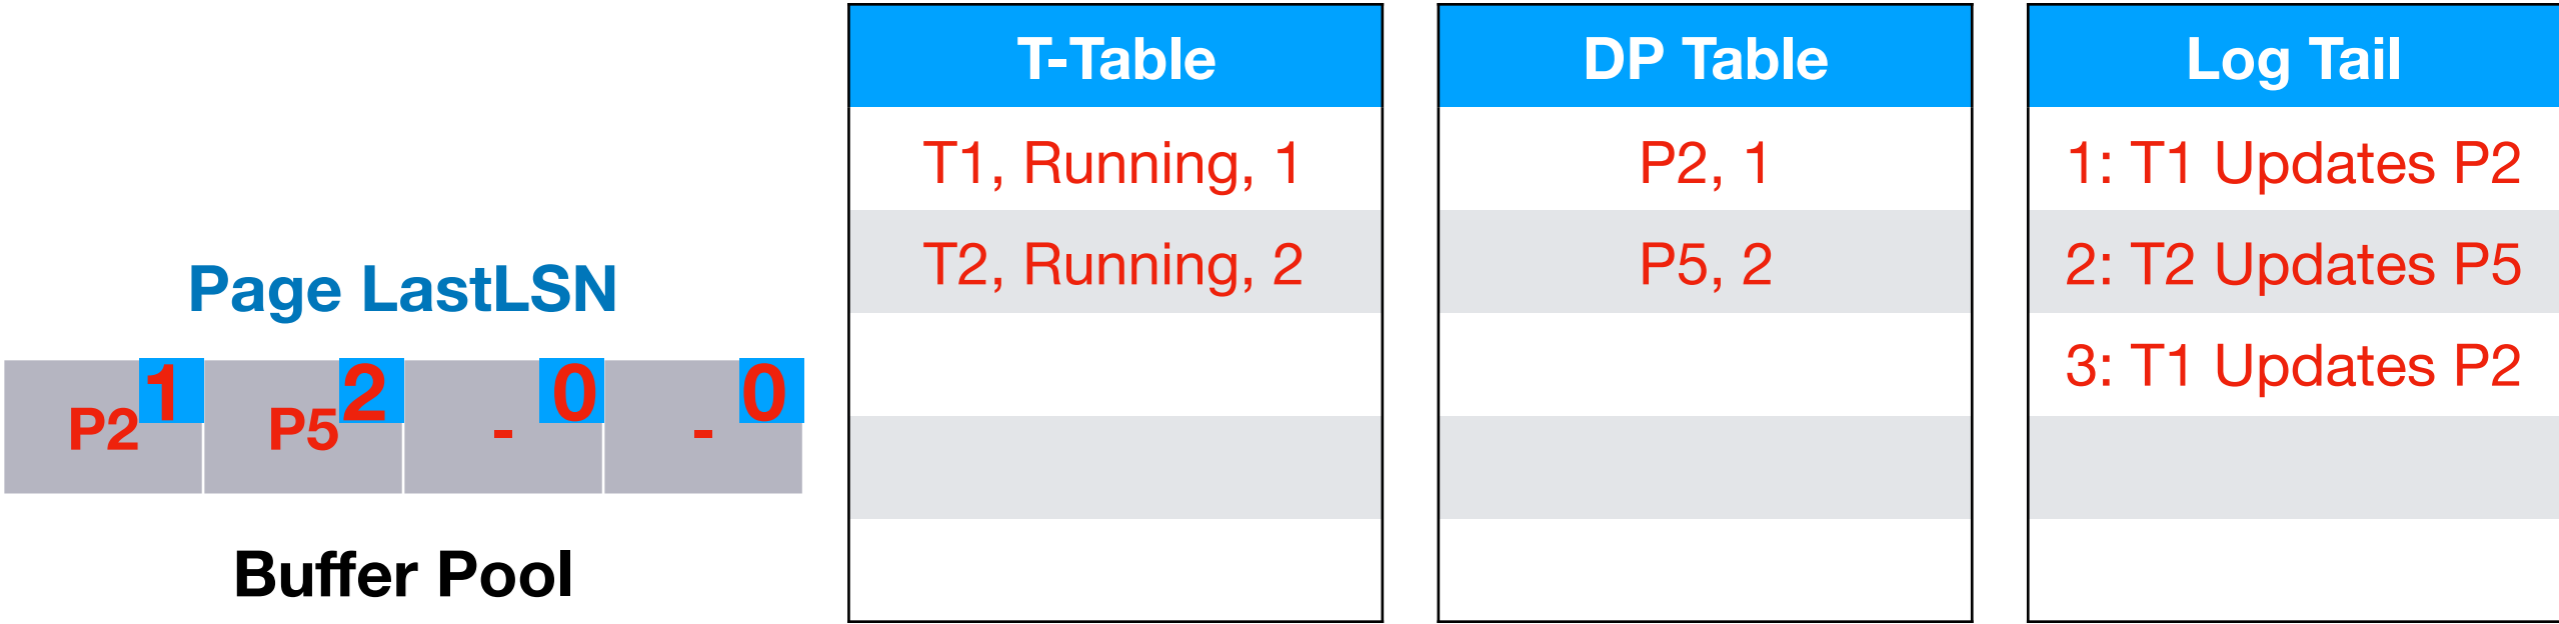 Page LastLSN
P2 1 P5 2 - 0 - 0
Buffer Pool
T-Table
T1, Running, 1
T2, Running, 2
DP Table
P2, 1
P5, 2
Log Tail
1: T1 Updates P2
2: T2 Updates P5
3: T1 Updates P2